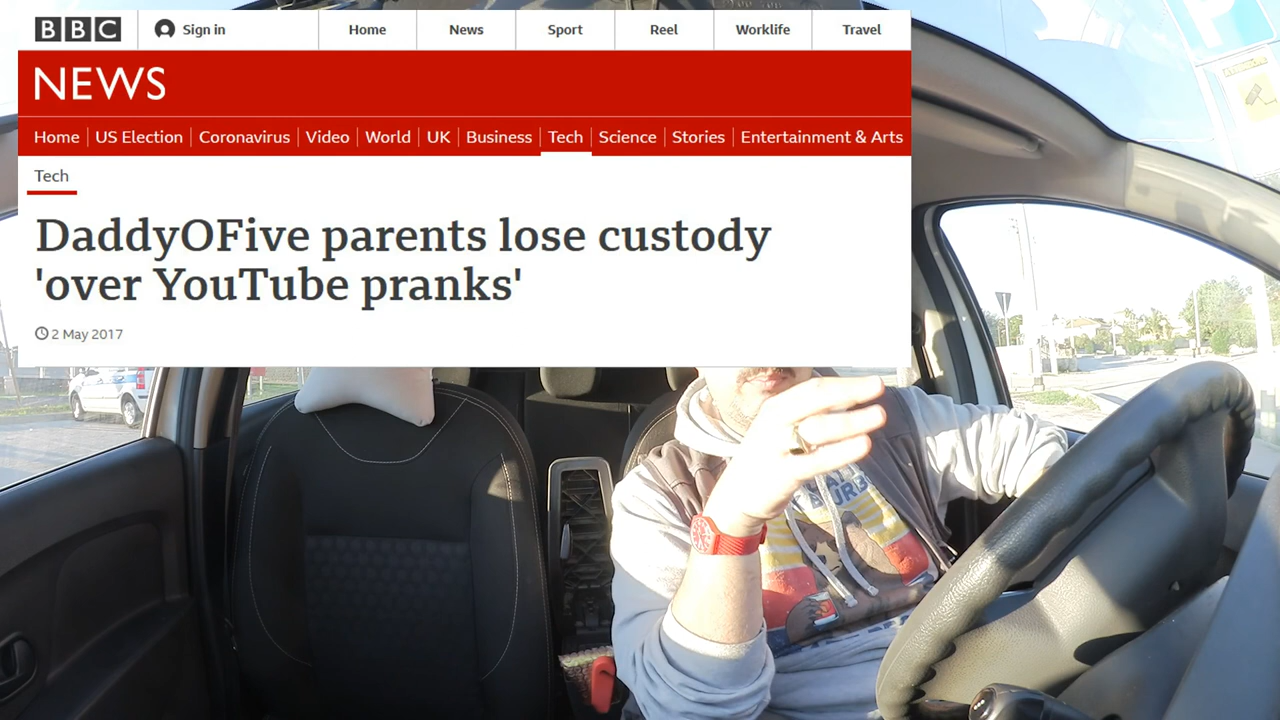 BBC Sign in Home News Sport Reel Worklife Travel
NEWS
Home US Election Coronavirus Video World UK Business Tech Science Stories Entertainment & Arts
Tech
DaddyOFive parents lose custody
'over YouTube pranks'
2 May 2017